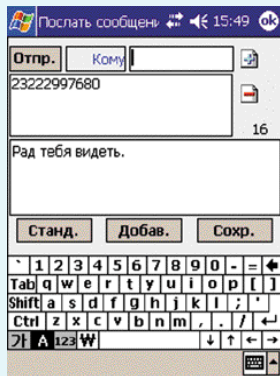 Послать сообщени 15:49 ok
Отпр. Кому
23222997680
16
Рад тебя видеть.
Станд. Добав. Сохр.
` 1 2 3 4 5 6 7 8 9 0 - = ←
Tab q w e r t y u i o p [ ]
Shift a s d f g h j k l ; '
Ctrl z x c v b n m , . / ↵
가 A 123 ₩ ↓ ↑ ← →